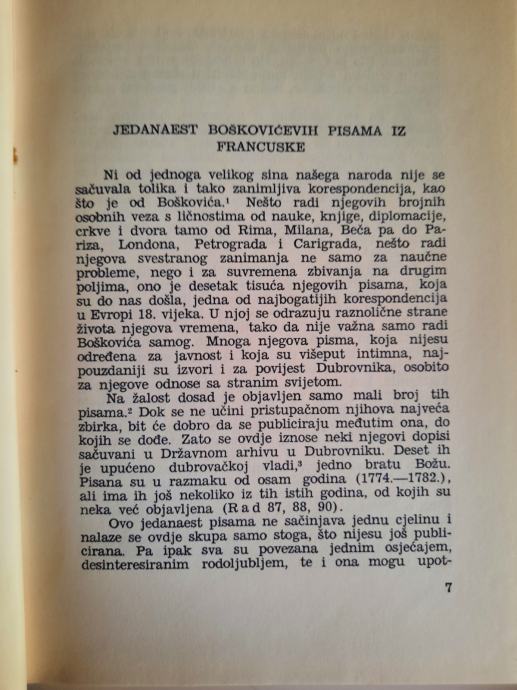 JEDANAEST BOŠKOVIĆEVIH PISAMA IZ
FRANCUSKE
Ni od jednoga velikog sina našega naroda nije se
sačuvala tolika i tako zanimljiva korespondencija, kao
što je od Boškovića.¹ Nešto radi njegovih brojnih
osobnih veza s ličnostima od nauke, knjige, diplomacije,
crkve i dvora tamo od Rima, Milana, Beča pa do Pa-
riza, Londona, Petrograda i Carigrada, nešto radi
njegova svestranog zanimanja ne samo za naučne
probleme, nego i za suvremena zbivanja na drugim
poljima, ono je desetak tisuća njegovih pisama, koja
su do nas došla, jedna od najbogatijih korespondencija
u Evropi 18. vijeka. U njoj se odrazuju raznolične strane
života njegova vremena, tako da nije važna samo radi
Boškovića samog. Mnoga njegova pisma, koja nijesu
određena za javnost i koja su višeput intimna, naj-
pouzdaniji su izvori i za povijest Dubrovnika, osobito
za njegove odnose sa stranim svijetom.
Na žalost dosad je objavljen samo mali broj tih
pisama.² Dok se ne učini pristupačnom njihova najveća
zbirka, bit će dobro da se publiciraju međutim ona, do
kojih se dođe. Zato se ovdje iznose neki njegovi dopisi
sačuvani u Državnom arhivu u Dubrovniku. Deset ih
je upućeno dubrovačkoj vladi,³ jedno bratu Božu.
Pisana su u razmaku od osam godina (1774.—1782.),
ali ima ih još nekoliko iz tih istih godina, od kojih su
neka već objavljena (Rad 87, 88, 90).
Ovo jedanaest pisama ne sačinjava jednu cjelinu i
nalaze se ovdje skupa samo stoga, što nijesu još publi-
cirana. Pa ipak sva su povezana jednim osjećajem,
desinteresiranim rodoljubljem, te i ona mogu upot-
7